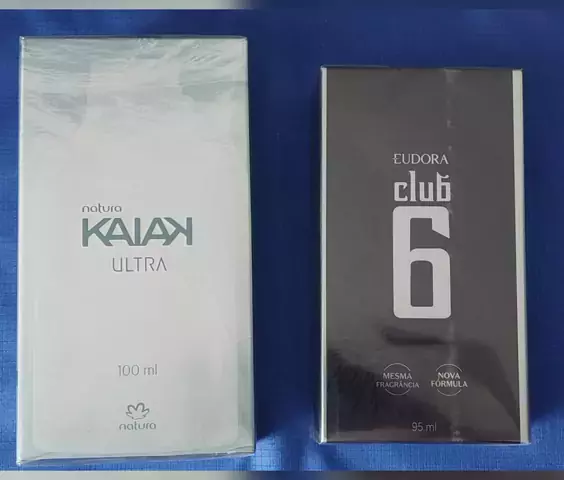 natura
KAIAK
ULTRA
100 ml
natura
EUDORA
club
6
MESMA
FRAGRÂNCIA
NOVA
FÓRMULA
95 ml